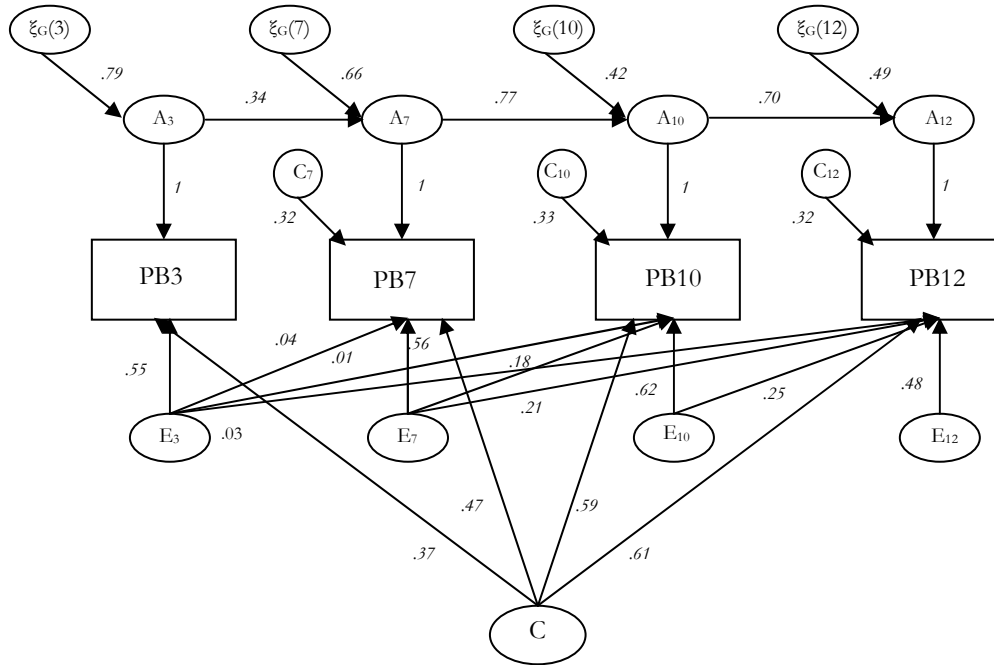 ξG(3) ξG(7) ξG(10) ξG(12)
.79 .66 .42 .49
A3 .34 A7 .77 A10 .70 A12
C7 C10 C12
1 1 1 1
.32 .33 .32
PB3 PB7 PB10 PB12
.55 .04 .01 .56 .18 .62 .25 .48
.21
E3 .03 E7 E10 E12
.47 .59
.37 .61
C